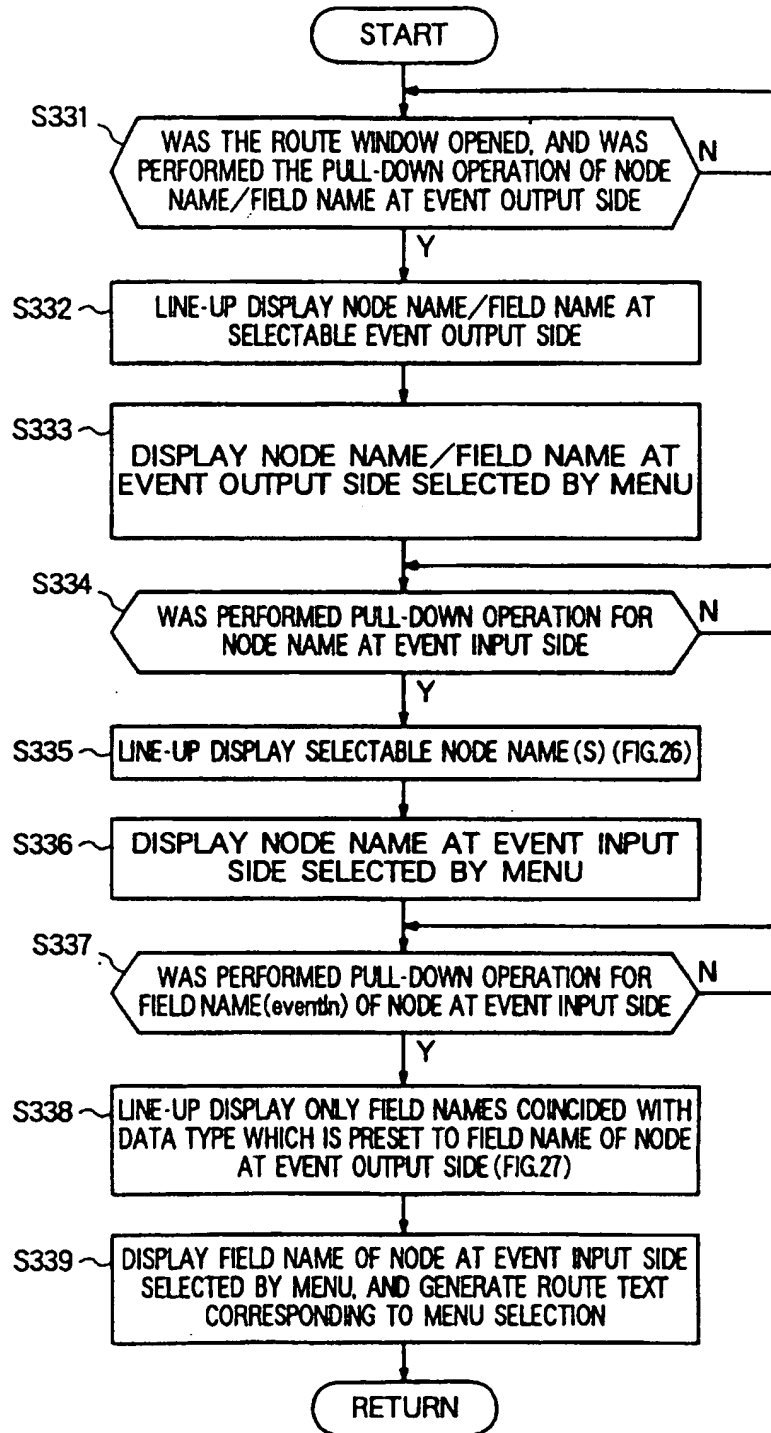 START
S331
WAS THE ROUTE WINDOW OPENED, AND WAS
PERFORMED THE PULL-DOWN OPERATION OF NODE
NAME/FIELD NAME AT EVENT OUTPUT SIDE
N
Y
S332
LINE-UP DISPLAY NODE NAME/FIELD NAME AT
SELECTABLE EVENT OUTPUT SIDE
S333
DISPLAY NODE NAME/FIELD NAME AT
EVENT OUTPUT SIDE SELECTED BY MENU
S334
WAS PERFORMED PULL-DOWN OPERATION FOR
NODE NAME AT EVENT INPUT SIDE
N
Y
S335
LINE-UP DISPLAY SELECTABLE NODE NAME(S) (FIG.26)
S336
DISPLAY NODE NAME AT EVENT INPUT
SIDE SELECTED BY MENU
S337
WAS PERFORMED PULL-DOWN OPERATION FOR
FIELD NAME(eventIn) OF NODE AT EVENT INPUT SIDE
N
Y
S338
LINE-UP DISPLAY ONLY FIELD NAMES COINCIDED WITH
DATA TYPE WHICH IS PRESET TO FIELD NAME OF NODE
AT EVENT OUTPUT SIDE (FIG.27)
S339
DISPLAY FIELD NAME OF NODE AT EVENT INPUT SIDE
SELECTED BY MENU, AND GENERATE ROUTE TEXT
CORRESPONDING TO MENU SELECTION
RETURN